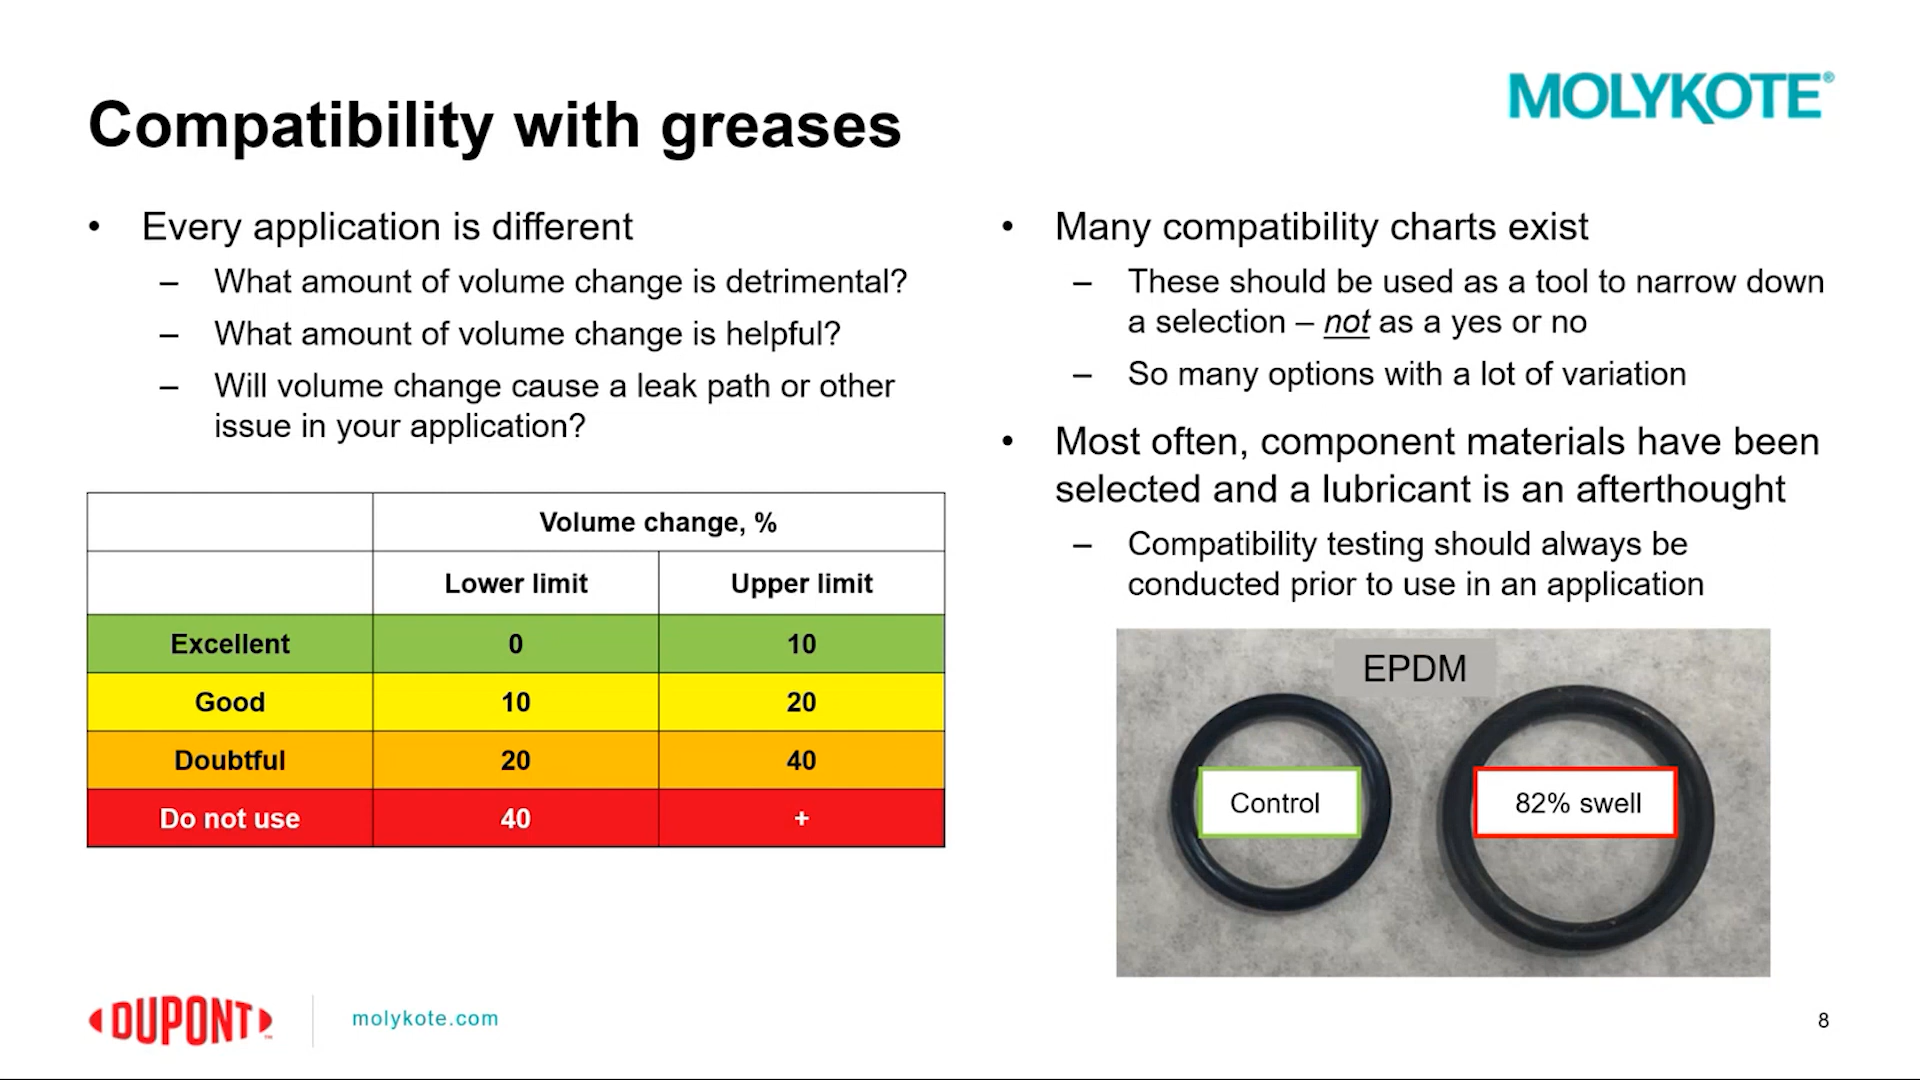 MOLYKOTE®
Compatibility with greases
• Every application is different
– What amount of volume change is detrimental?
– What amount of volume change is helpful?
– Will volume change cause a leak path or other
issue in your application?
Volume change, %
Lower limit Upper limit
Excellent 0 10
Good 10 20
Doubtful 20 40
Do not use 40 +
• Many compatibility charts exist
– These should be used as a tool to narrow down
a selection – not as a yes or no
– So many options with a lot of variation
• Most often, component materials have been
selected and a lubricant is an afterthought
– Compatibility testing should always be
conducted prior to use in an application
EPDM
Control
82% swell
DUPONT™
molykote.com
8